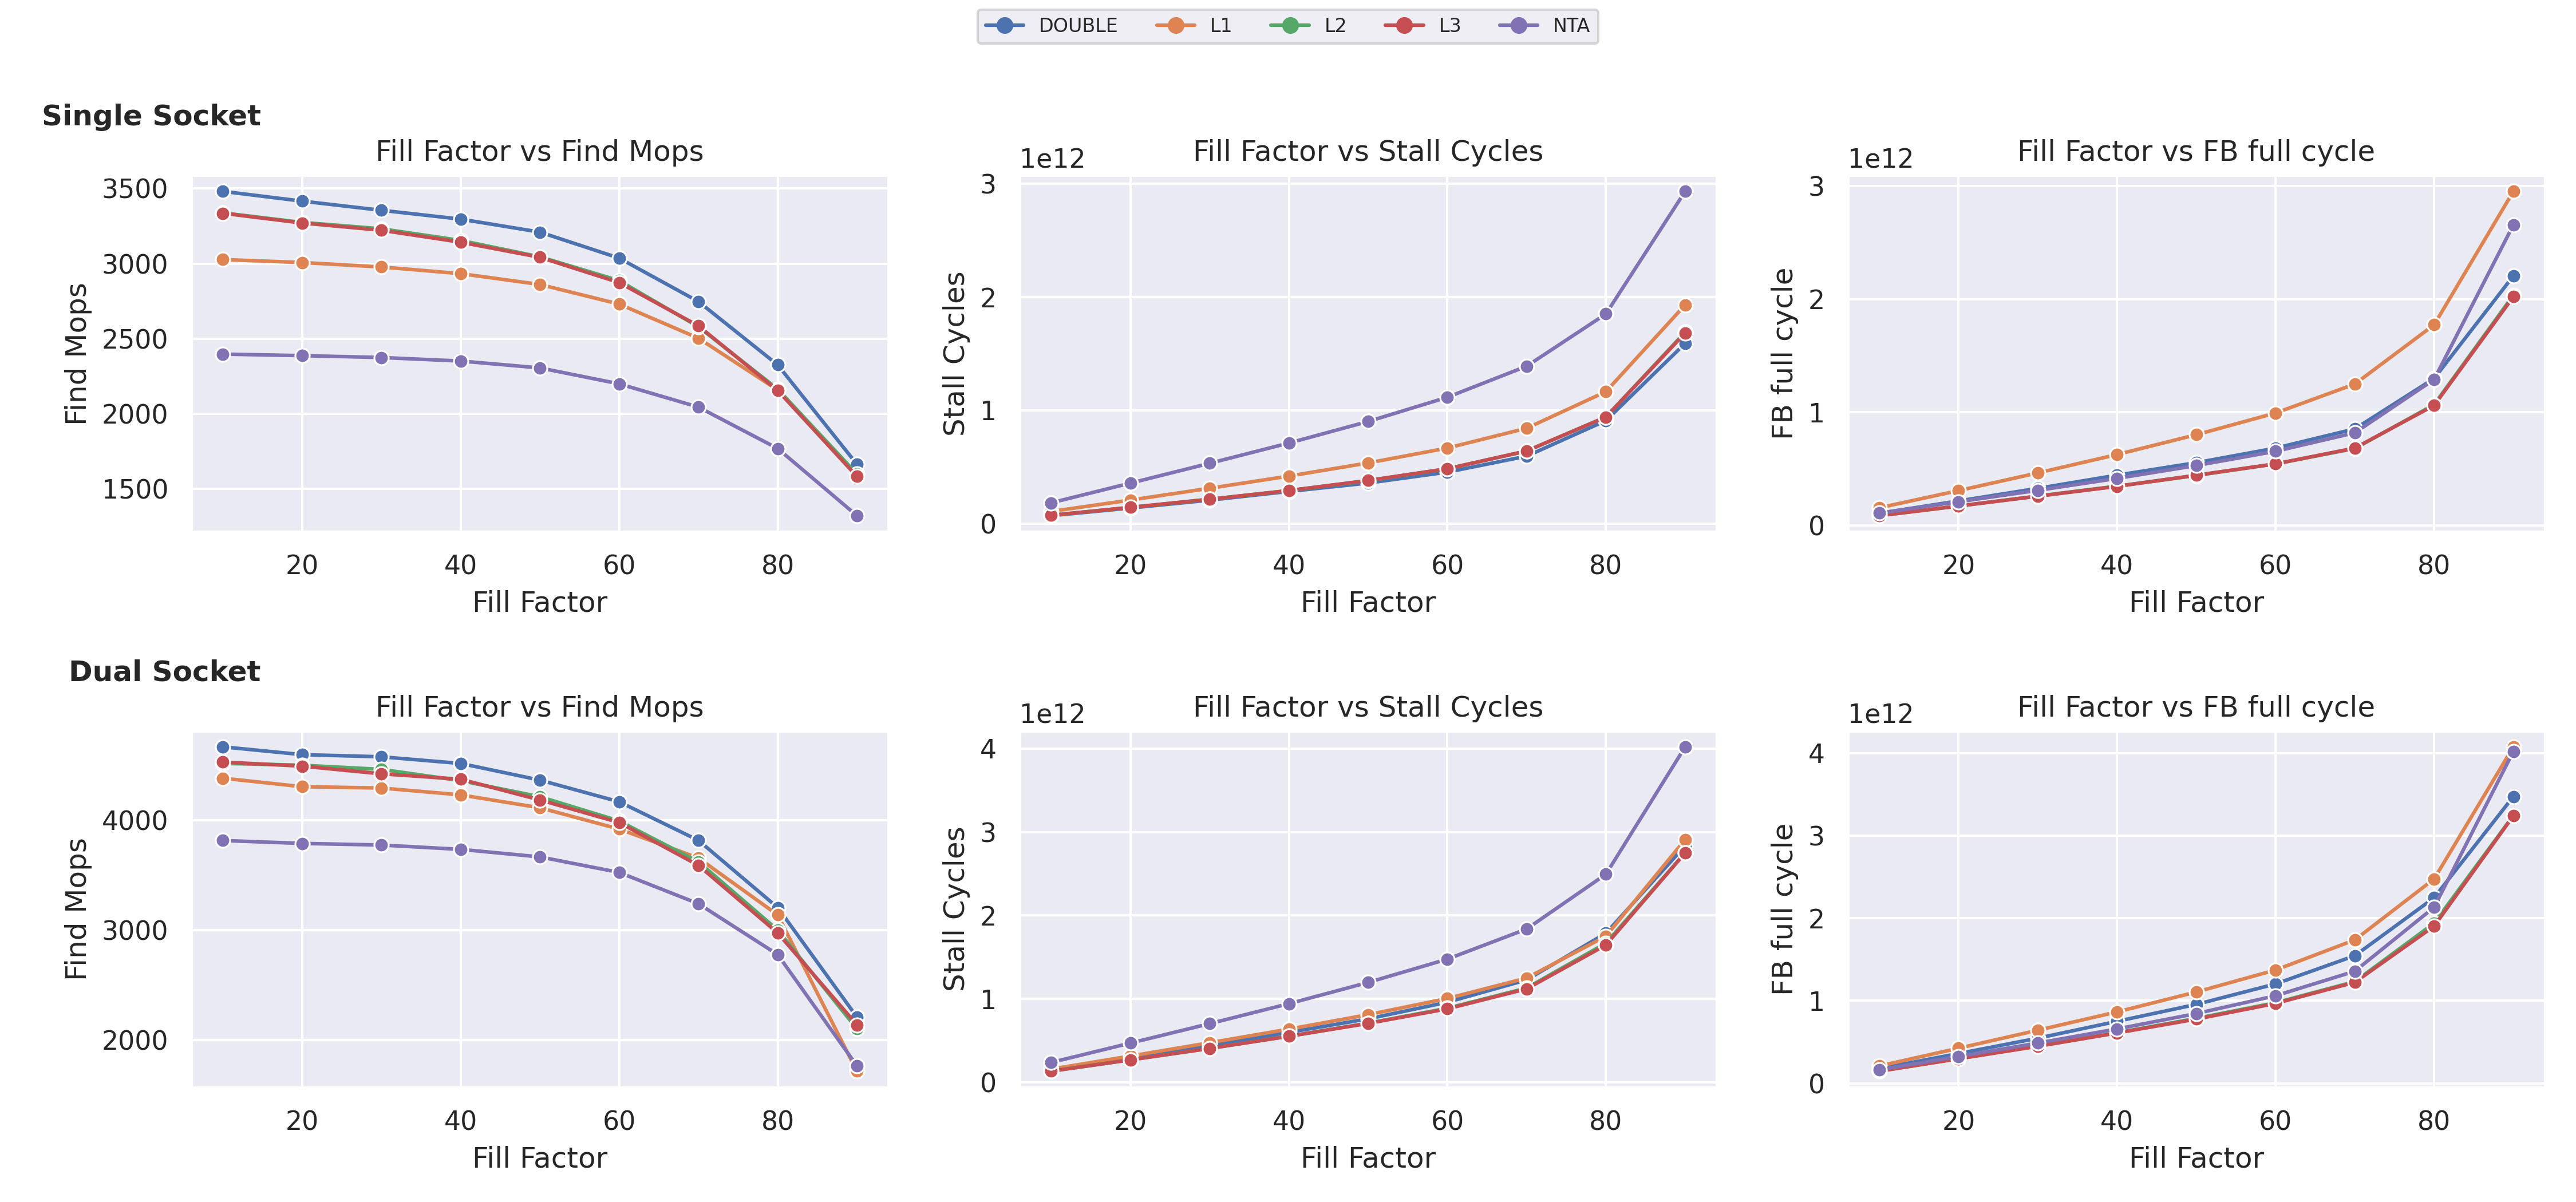 DOUBLE L1 L2 L3 NTA
Single Socket
Fill Factor vs Find Mops
3500
3000
2500
2000
1500
Find Mops
20 40 60 80
Fill Factor
Fill Factor vs Stall Cycles
1e12
3
2
1
0
Stall Cycles
20 40 60 80
Fill Factor
Fill Factor vs FB full cycle
1e12
3
2
1
0
FB full cycle
20 40 60 80
Fill Factor
Dual Socket
Fill Factor vs Find Mops
4000
3000
2000
Find Mops
20 40 60 80
Fill Factor
Fill Factor vs Stall Cycles
1e12
4
3
2
1
0
Stall Cycles
20 40 60 80
Fill Factor
Fill Factor vs FB full cycle
1e12
4
3
2
1
0
FB full cycle
20 40 60 80
Fill Factor